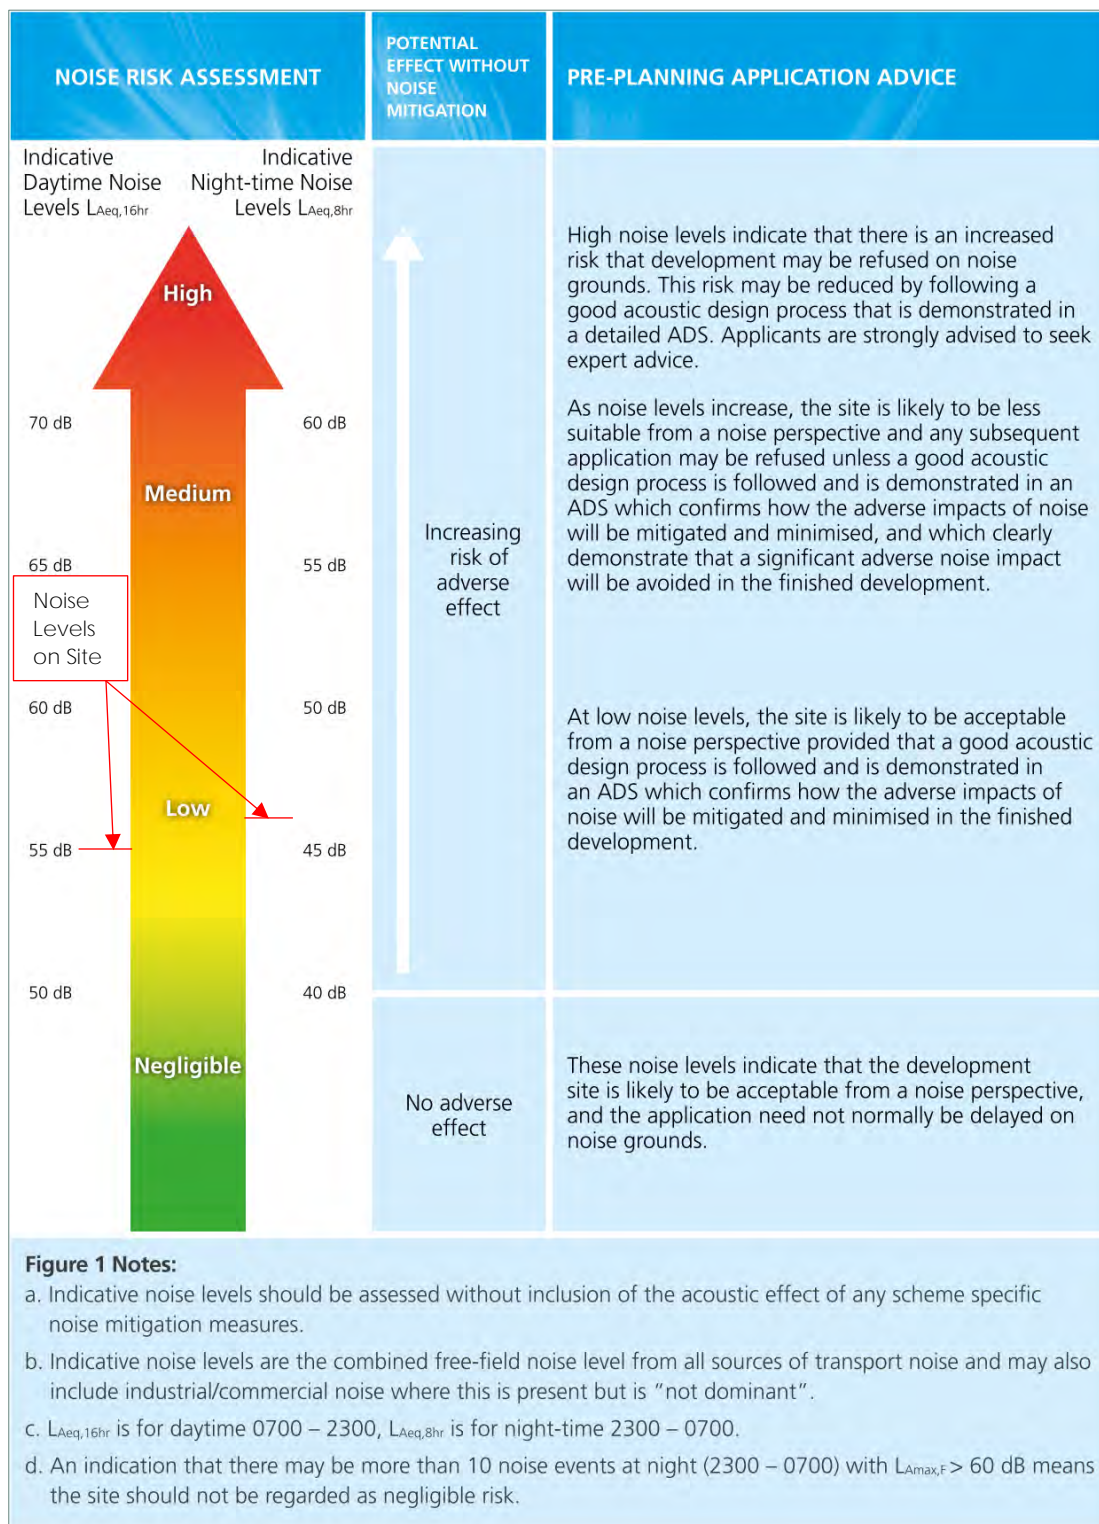 NOISE RISK ASSESSMENT
POTENTIAL
EFFECT WITHOUT
NOISE
MITIGATION
PRE-PLANNING APPLICATION ADVICE
Indicative
Daytime Noise
Levels LAeq,16hr
Indicative
Night-time Noise
Levels LAeq,8hr
High
70 dB
60 dB
Medium
65 dB
55 dB
Noise
Levels
on Site
60 dB
50 dB
Low
55 dB
45 dB
50 dB
40 dB
Negligible
Increasing
risk of
adverse
effect
No adverse
effect
High noise levels indicate that there is an increased
risk that development may be refused on noise
grounds. This risk may be reduced by following a
good acoustic design process that is demonstrated in
a detailed ADS. Applicants are strongly advised to seek
expert advice.
As noise levels increase, the site is likely to be less
suitable from a noise perspective and any subsequent
application may be refused unless a good acoustic
design process is followed and is demonstrated in an
ADS which confirms how the adverse impacts of noise
will be mitigated and minimised, and which clearly
demonstrate that a significant adverse noise impact
will be avoided in the finished development.
At low noise levels, the site is likely to be acceptable
from a noise perspective provided that a good acoustic
design process is followed and is demonstrated in
an ADS which confirms how the adverse impacts of
noise will be mitigated and minimised in the finished
development.
These noise levels indicate that the development
site is likely to be acceptable from a noise perspective,
and the application need not normally be delayed on
noise grounds.
Figure 1 Notes:
a. Indicative noise levels should be assessed without inclusion of the acoustic effect of any scheme specific
noise mitigation measures.
b. Indicative noise levels are the combined free-field noise level from all sources of transport noise and may also
include industrial/commercial noise where this is present but is “not dominant”.
c. LAeq,16hr is for daytime 0700 – 2300, LAeq,8hr is for night-time 2300 – 0700.
d. An indication that there may be more than 10 noise events at night (2300 – 0700) with LAmax,F > 60 dB means
the site should not be regarded as negligible risk.